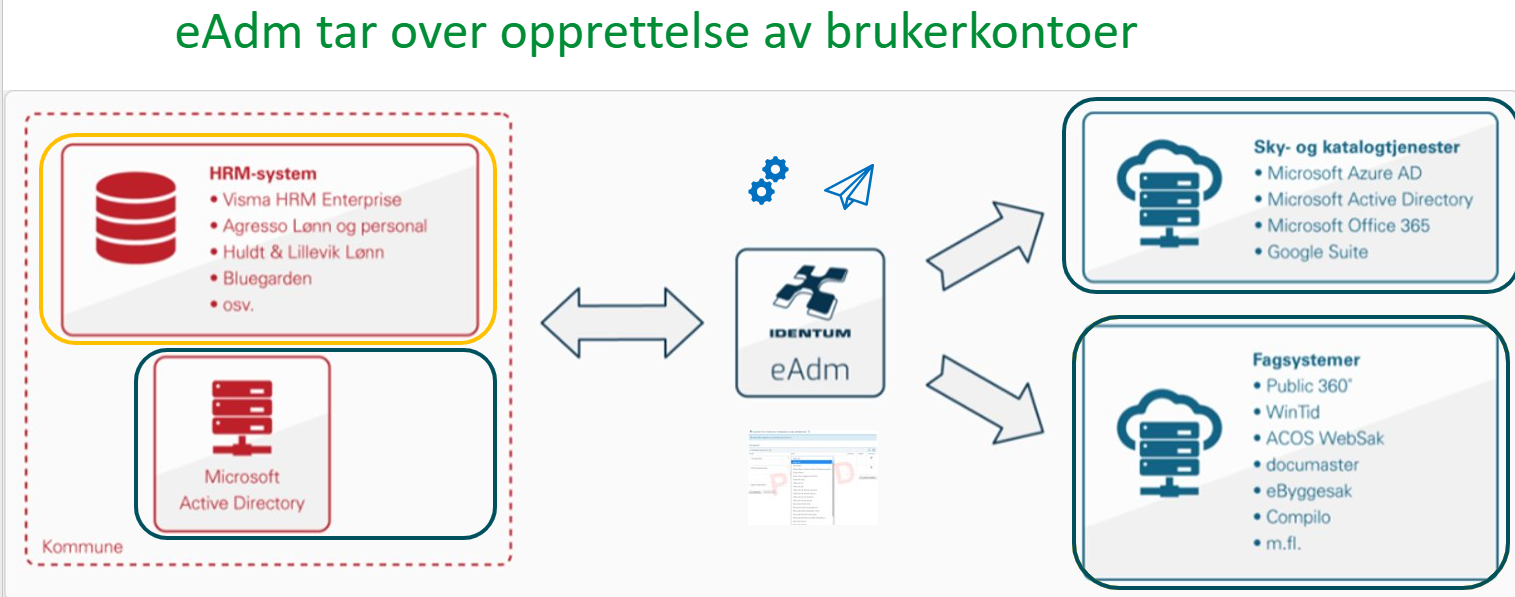 eAdm tar over opprettelse av brukerkontoer
HRM-system
• Visma HRM Enterprise
• Agresso Lønn og personal
• Huldt & Lillevik Lønn
• Bluegarden
• osv.
Microsoft
Active Directory
Kommune
IDENTUM
eAdm
Sky- og katalogtjenester
• Microsoft Azure AD
• Microsoft Active Directory
• Microsoft Office 365
• Google Suite
Fagsystemer
• Public 360°
• WinTid
• ACOS WebSak
• documaster
• eByggesak
• Compilo
• m.fl.